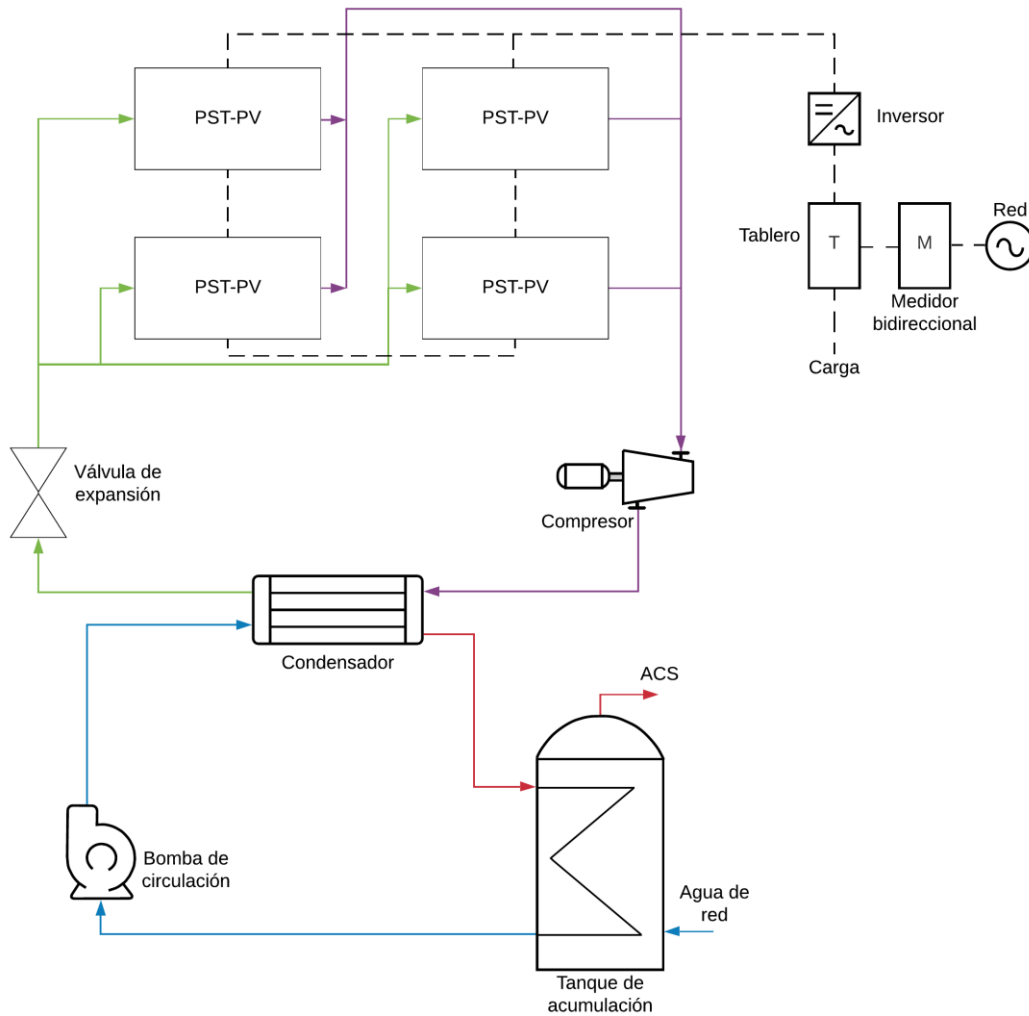 PST-PV
PST-PV
Inversor
PST-PV
PST-PV
Tablero
T
M
Red
Medidor
bidireccional
Carga
Válvula de
expansión
Compresor
Condensador
ACS
Bomba de
circulación
Agua de
red
Tanque de
acumulación